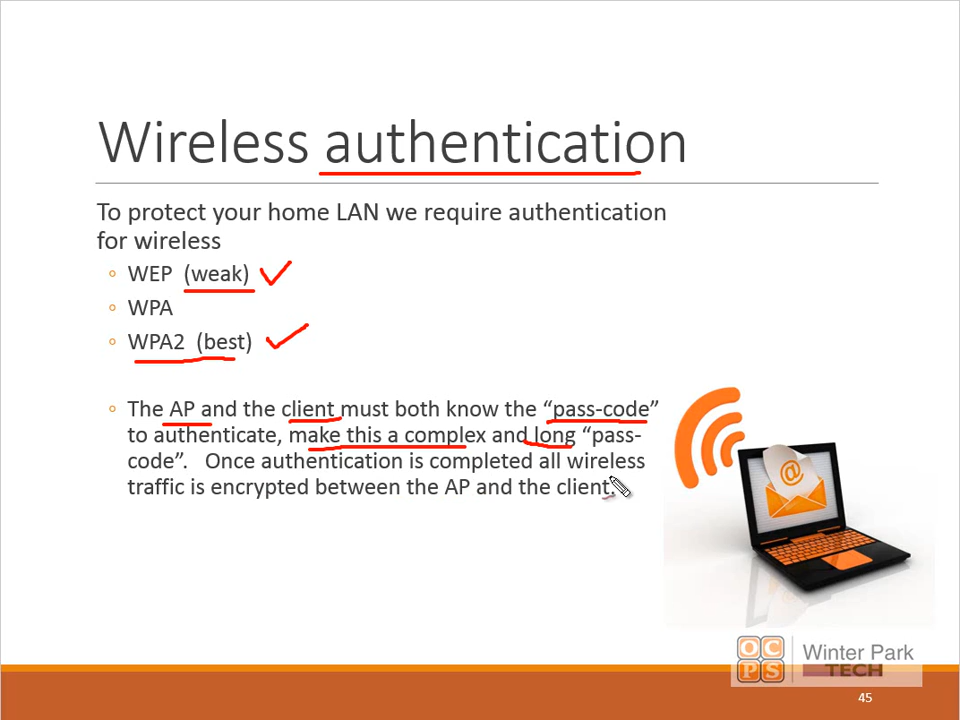 Wireless authentication
To protect your home LAN we require authentication
for wireless
◦ WEP (weak)
◦ WPA
◦ WPA2 (best)
◦ The AP and the client must both know the “pass-code”
to authenticate, make this a complex and long “pass-
code”. Once authentication is completed all wireless
traffic is encrypted between the AP and the client.
@
OC
PS
Winter Park
TECH
45